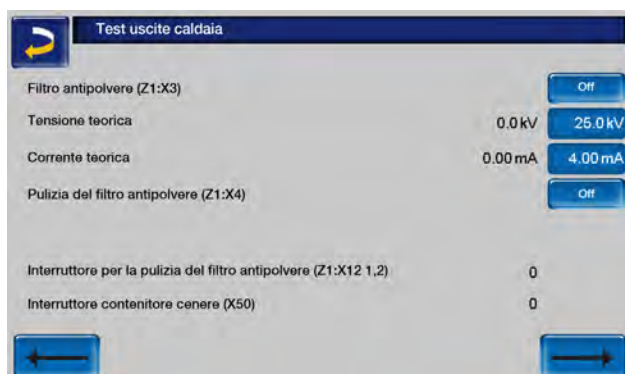 Test uscite caldaia
Filtro antipolvere (Z1:X3) Off
Tensione teorica 0.0 kV 25.0 kV
Corrente teorica 0.00 mA 4.00 mA
Pulizia del filtro antipolvere (Z1:X4) Off
Interruttore per la pulizia del filtro antipolvere (Z1:X12 1,2) 0
Interruttore contenitore cenere (X50) 0